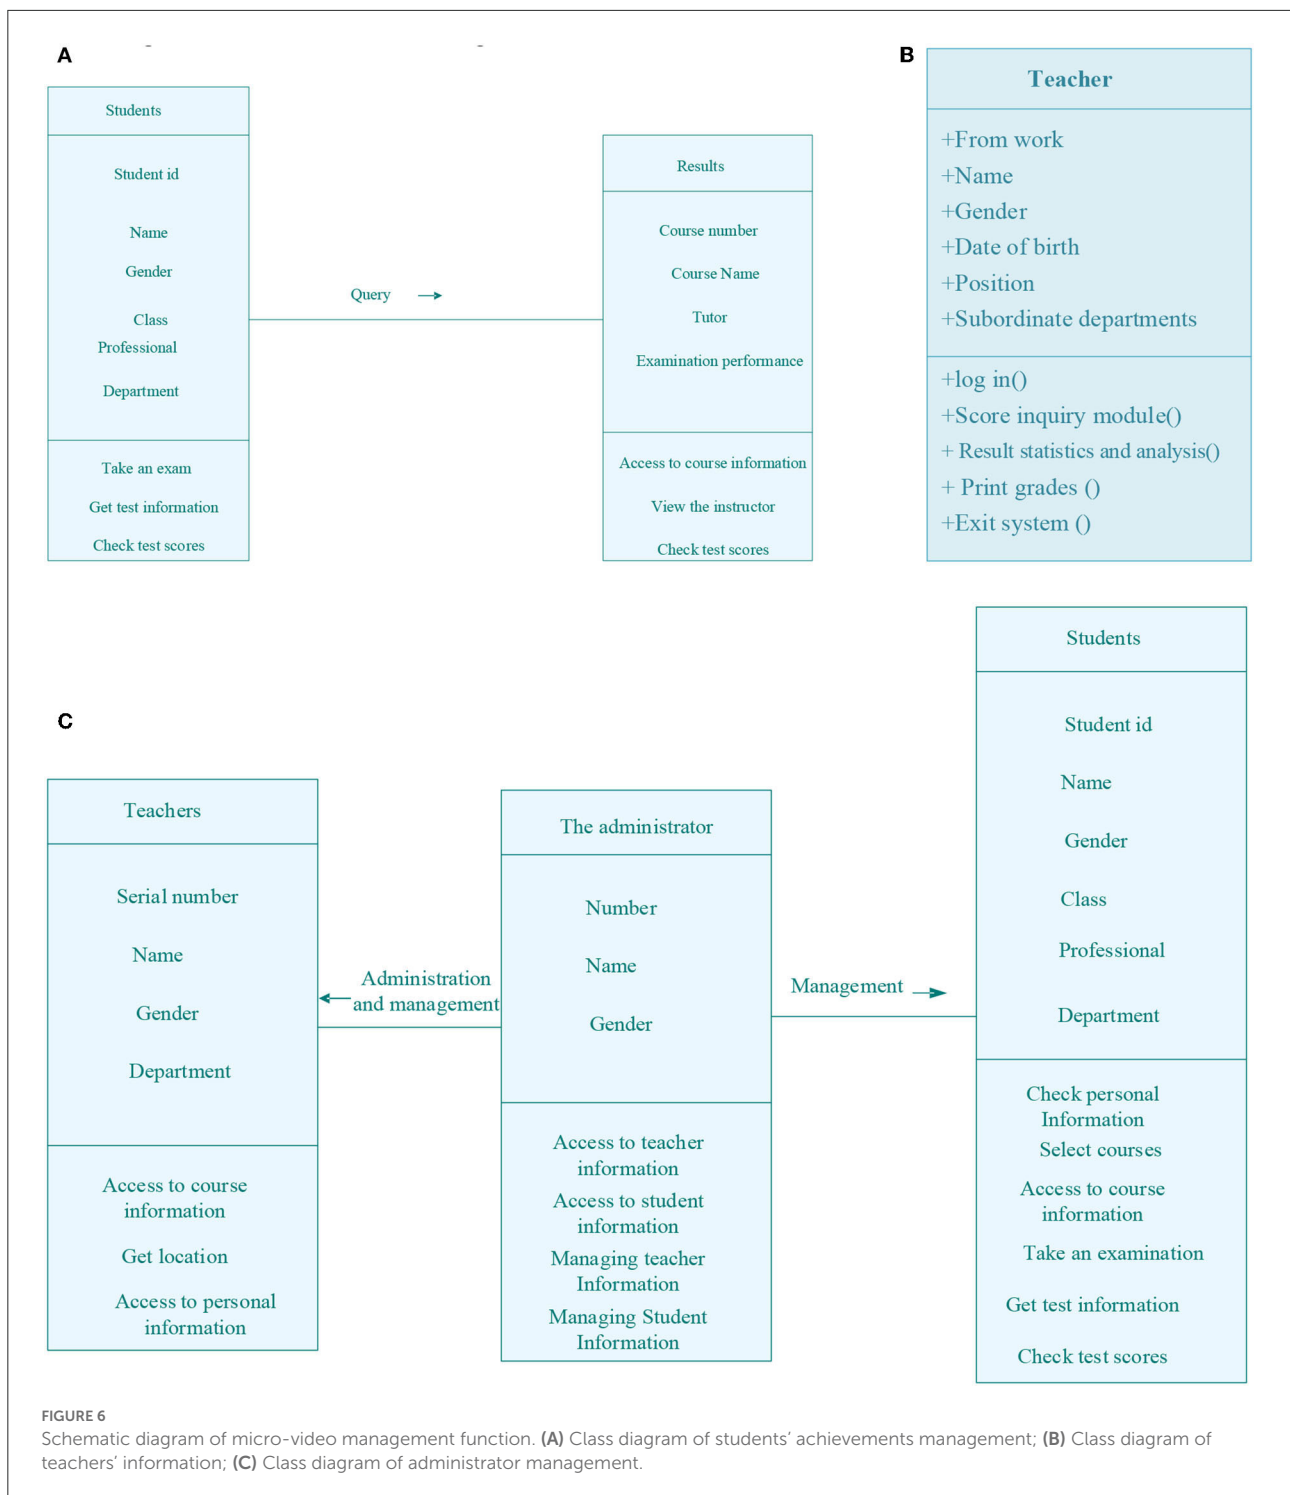 A
Students
Student id
Name
Gender
Class
Professional
Department
Take an exam
Get test information
Check test scores
Query
Results
Course number
Course Name
Tutor
Examination performance
Access to course information
View the instructor
Check test scores
B
Teacher
+From work
+Name
+Gender
+Date of birth
+Position
+Subordinate departments
+log in()
+Score inquiry module()
+ Result statistics and analysis()
+ Print grades ()
+Exit system ()
C
Teachers
Serial number
Name
Gender
Department
Access to course
information
Get location
Access to personal
information
Administration
and management
The administrator
Number
Name
Gender
Access to teacher
information
Access to student
information
Managing teacher
Information
Managing Student
Information
Management
Students
Student id
Name
Gender
Class
Professional
Department
Check personal
Information
Select courses
Access to course
information
Take an examination
Get test information
Check test scores
FIGURE 6
Schematic diagram of micro-video management function. (A) Class diagram of students’ achievements management; (B) Class diagram of
teachers’ information; (C) Class diagram of administrator management.